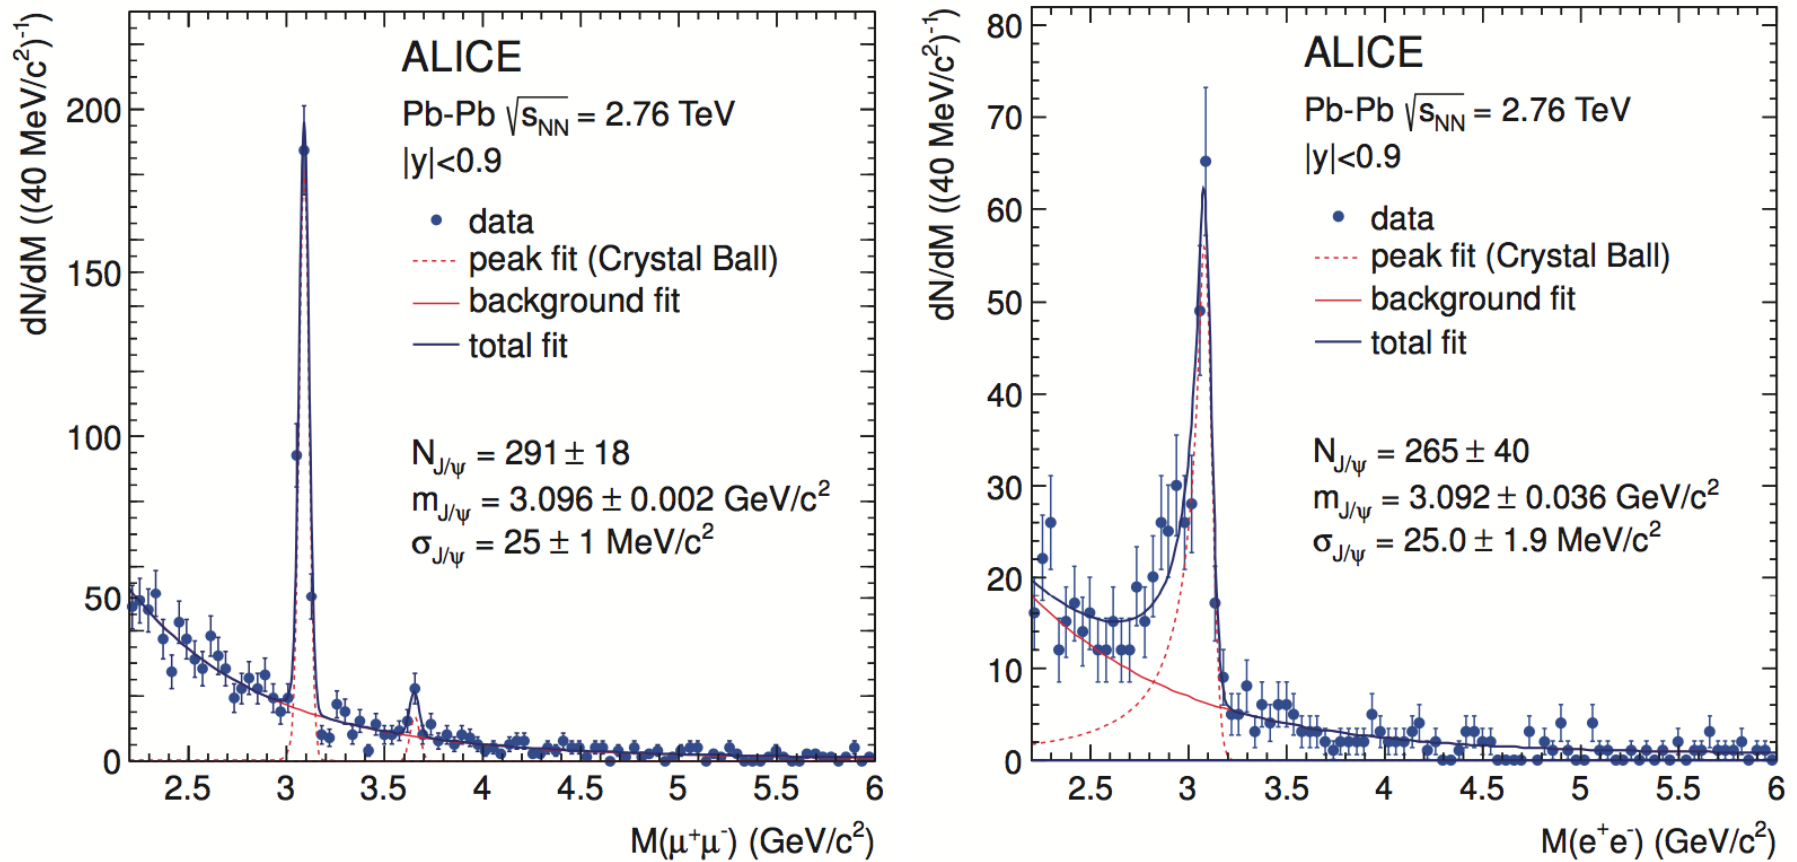 dN/dM ((40 MeV/c²)⁻¹)
ALICE
Pb-Pb √sNN = 2.76 TeV
|y|<0.9
data
peak fit (Crystal Ball)
background fit
total fit
NJ/ψ = 291 ± 18
mJ/ψ = 3.096 ± 0.002 GeV/c²
σJ/ψ = 25 ± 1 MeV/c²
200
150
100
50
0
2.5 3 3.5 4 4.5 5 5.5 6
M(μ⁺μ⁻) (GeV/c²)
dN/dM ((40 MeV/c²)⁻¹)
ALICE
Pb-Pb √sNN = 2.76 TeV
|y|<0.9
data
peak fit (Crystal Ball)
background fit
total fit
NJ/ψ = 265 ± 40
mJ/ψ = 3.092 ± 0.036 GeV/c²
σJ/ψ = 25.0 ± 1.9 MeV/c²
80
70
60
50
40
30
20
10
0
2.5 3 3.5 4 4.5 5 5.5 6
M(e⁺e⁻) (GeV/c²)